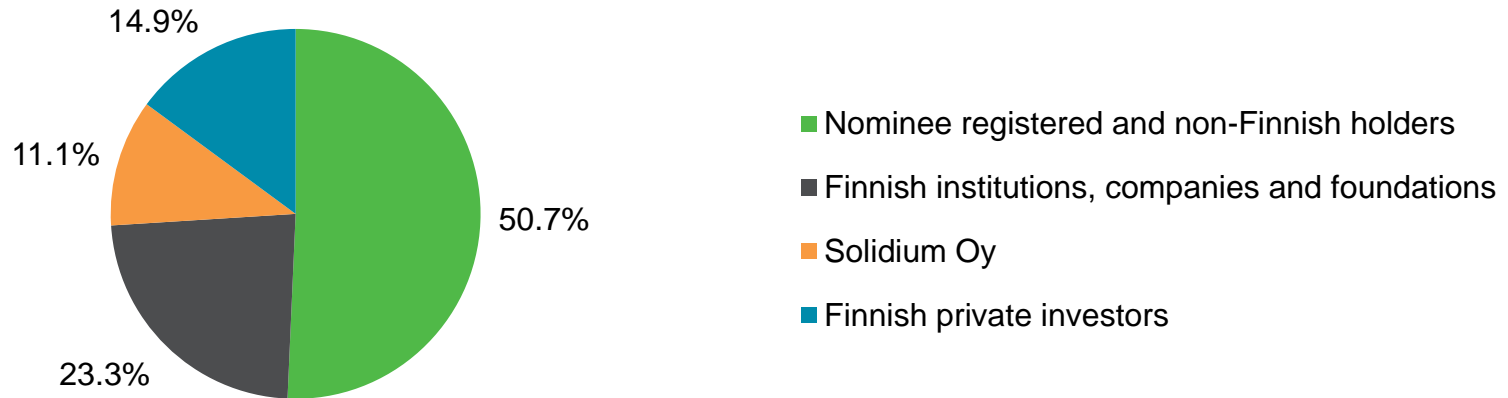 14.9%
11.1%
50.7%
23.3%
Nominee registered and non-Finnish holders
Finnish institutions, companies and foundations
Solidium Oy
Finnish private investors